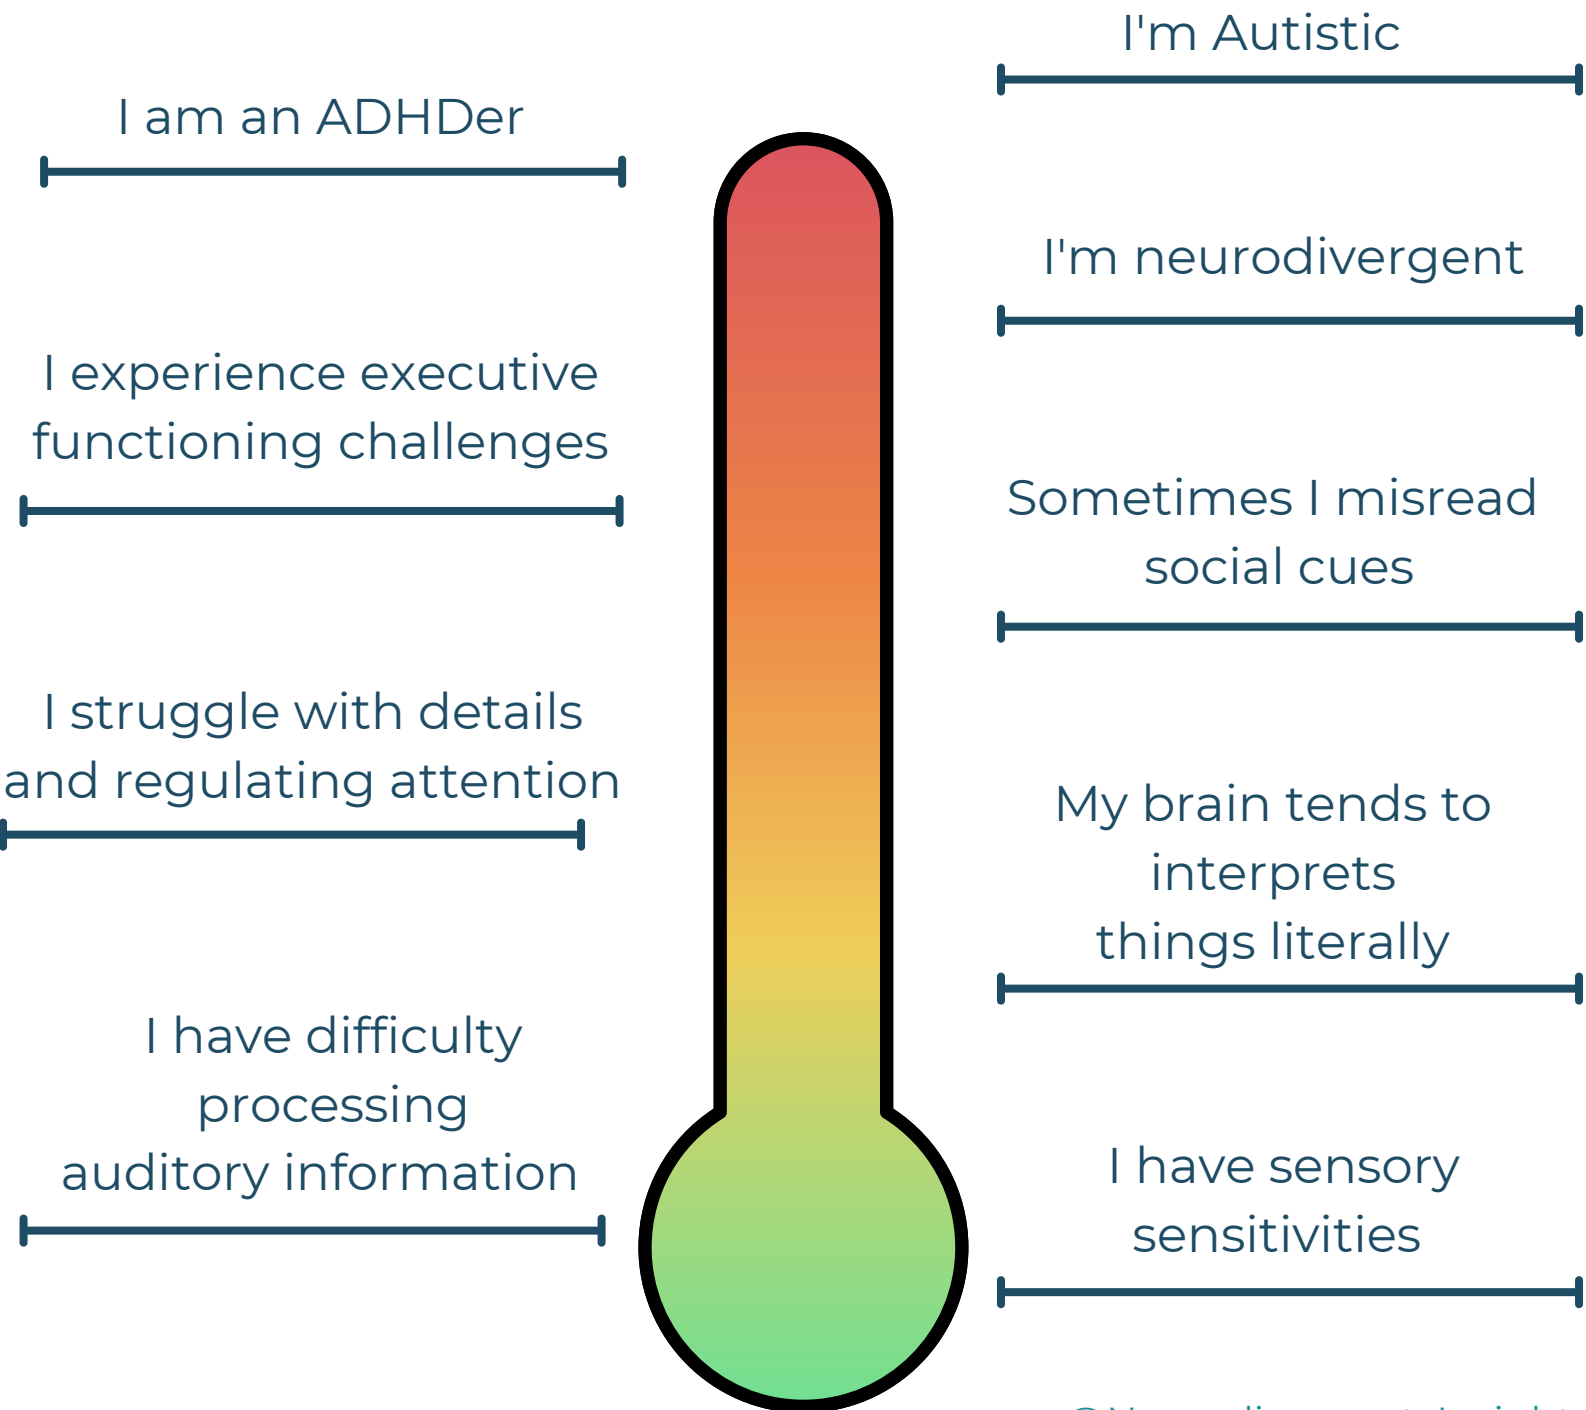 I'm Autistic
I am an ADHDer
I'm neurodivergent
I experience executive
functioning challenges
Sometimes I misread
social cues
I struggle with details
and regulating attention
My brain tends to
interprets
things literally
I have difficulty
processing
auditory information
I have sensory
sensitivities